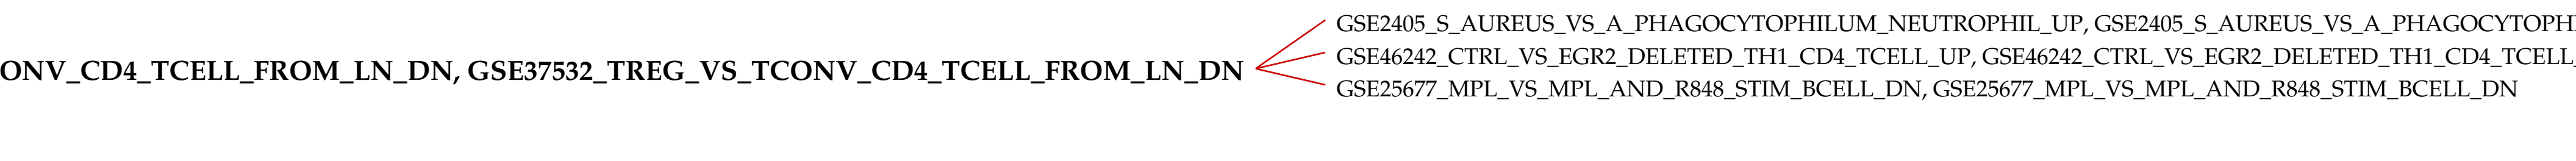 ONV_CD4_TCELL_FROM_LN_DN, GSE37532_TREG_VS_TCONV_CD4_TCELL_FROM_LN_DN
GSE2405_S_AUREUS_VS_A_PHAGOCYTOPHILUM_NEUTROPHIL_UP, GSE2405_S_AUREUS_VS_A_PHAGOCYTOPH
GSE46242_CTRL_VS_EGR2_DELETED_TH1_CD4_TCELL_UP, GSE46242_CTRL_VS_EGR2_DELETED_TH1_CD4_TCELL_
GSE25677_MPL_VS_MPL_AND_R848_STIM_BCELL_DN, GSE25677_MPL_VS_MPL_AND_R848_STIM_BCELL_DN